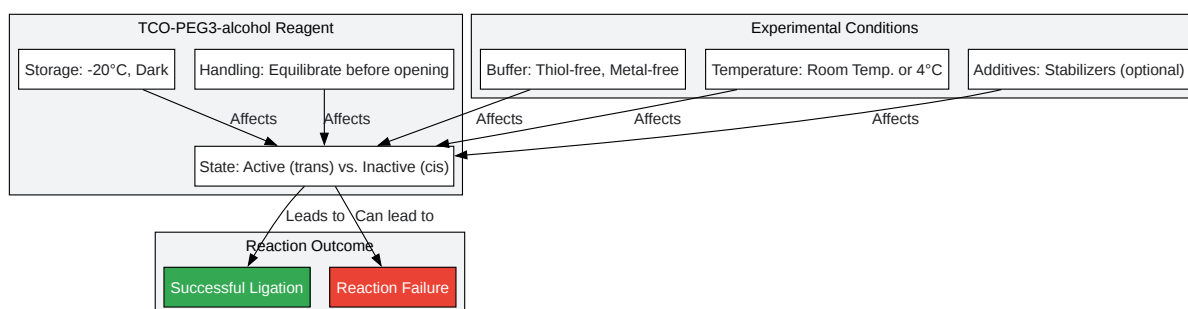 TCO-PEG3-alcohol Reagent
Experimental Conditions
Storage: -20°C, Dark
Handling: Equilibrate before opening
Buffer: Thiol-free, Metal-free
Temperature: Room Temp. or 4°C
Additives: Stabilizers (optional)
Affects
Affects
Affects
Affects
Affects
State: Active (trans) vs. Inactive (cis)
Leads to
Can lead to
Reaction Outcome
Successful Ligation
Reaction Failure